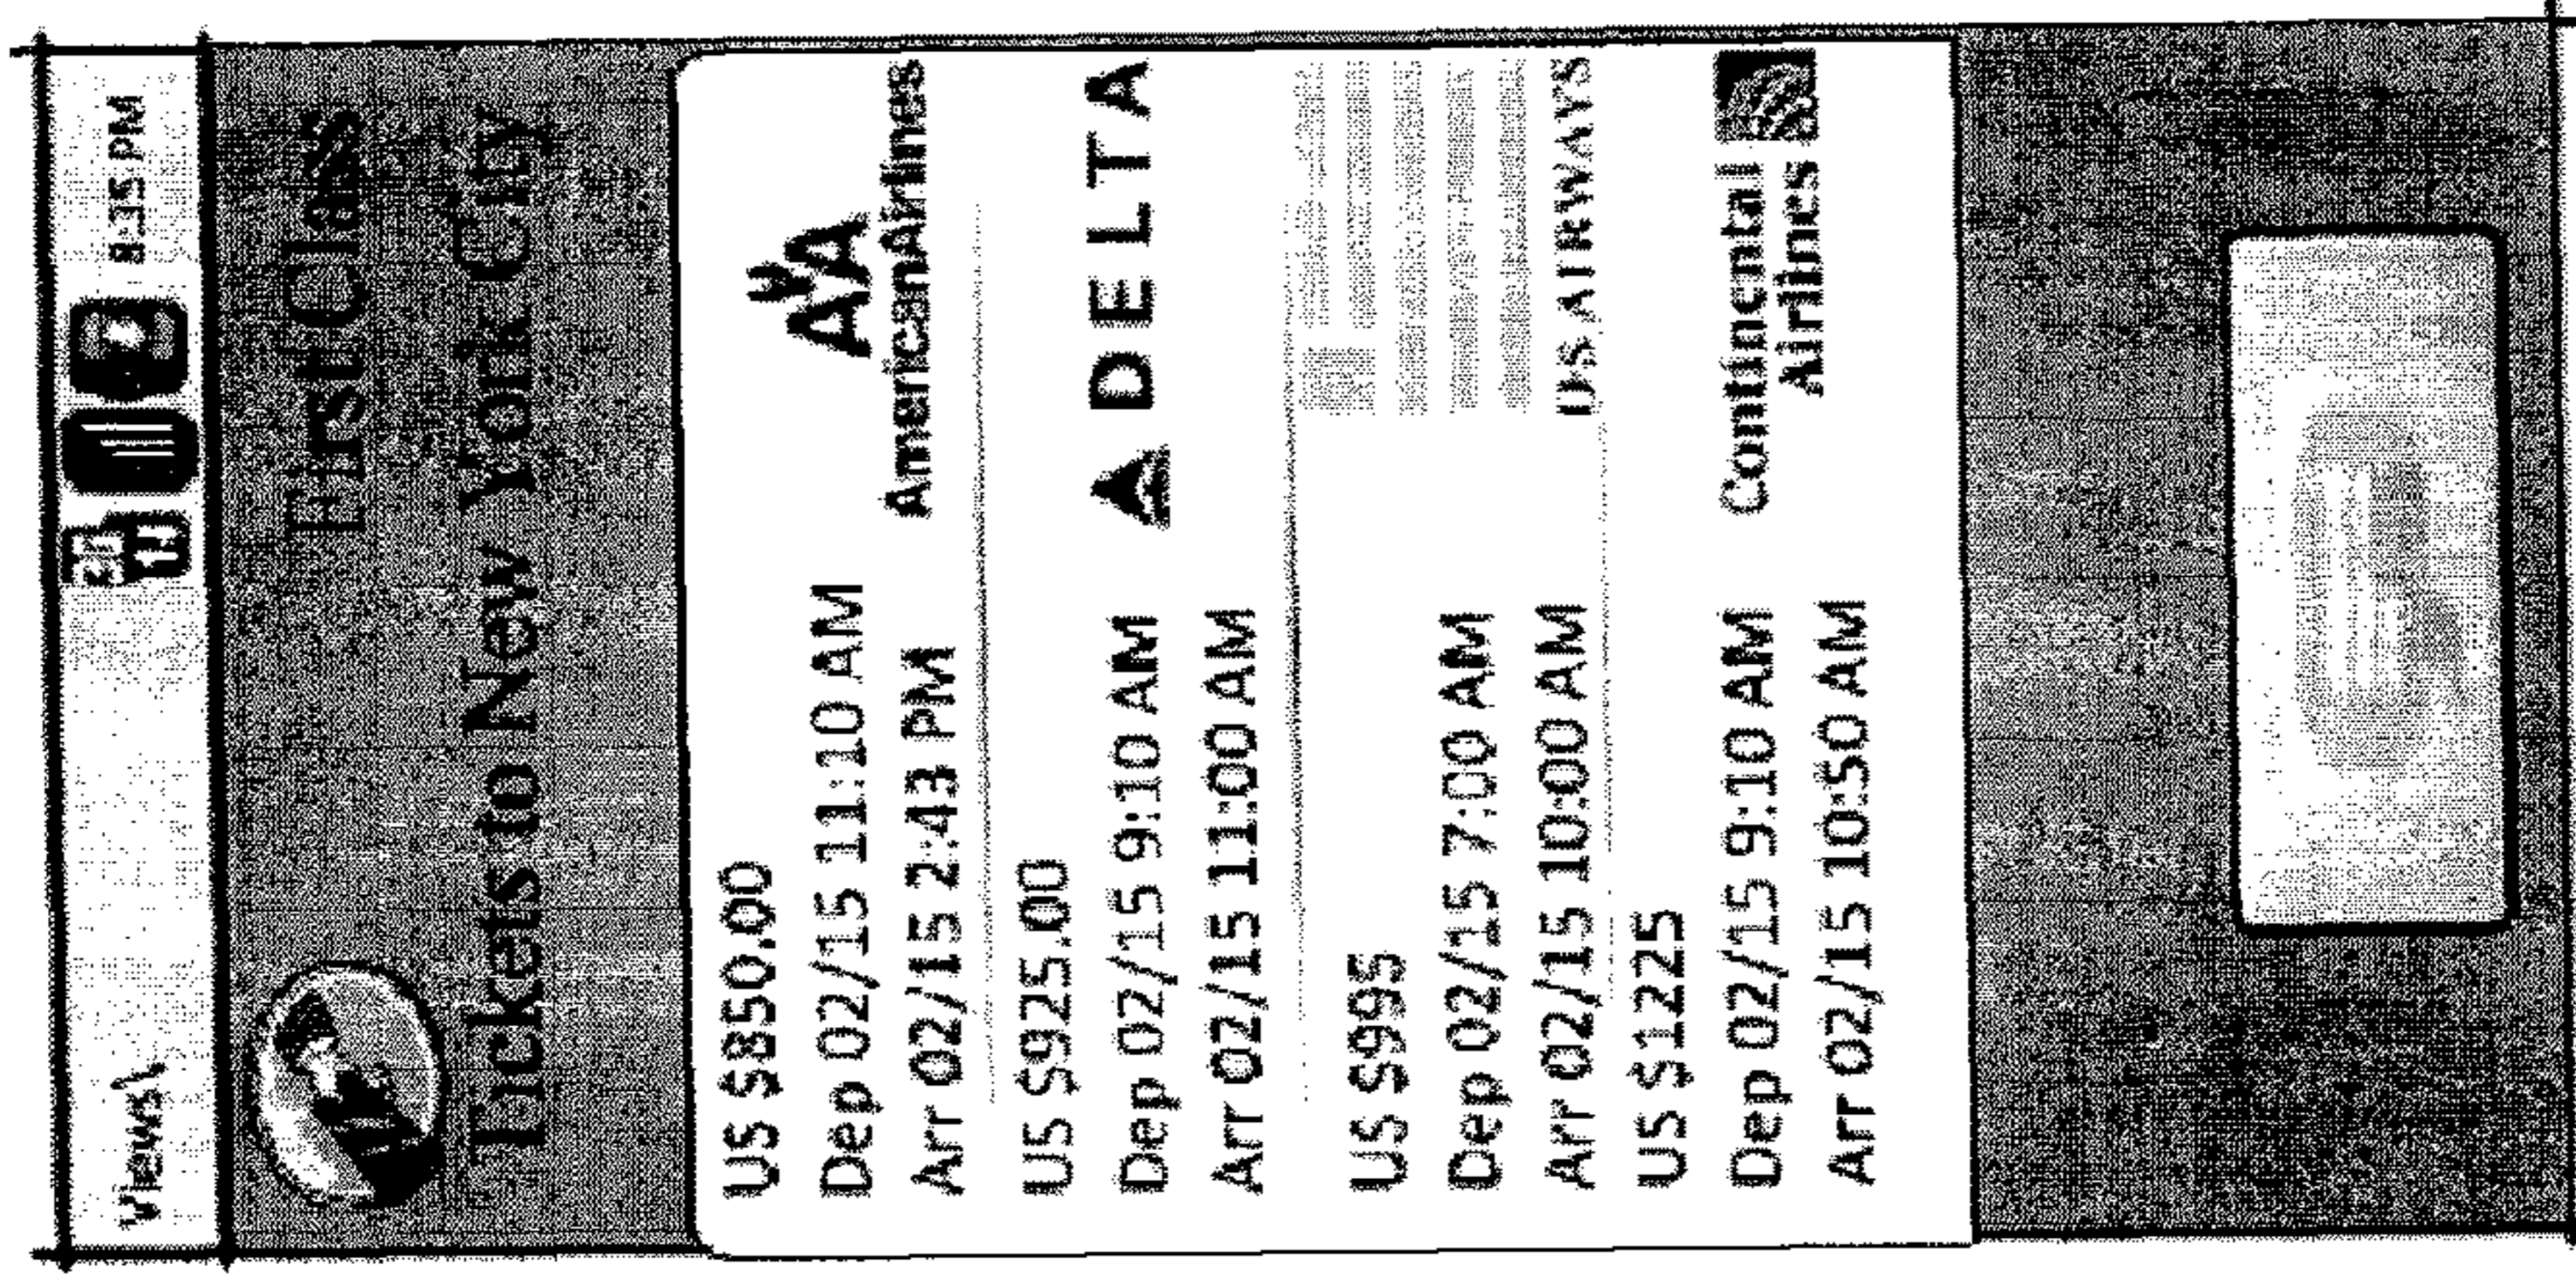 Views\
8:15 PM
First Class
Tickets to New York City
US $850.00
Dep 02/15 11:10 AM
Arr 02/15 2:43 PM
AA
AmericanAirlines
US $925.00
Dep 02/15 9:10 AM
Arr 02/15 11:00 AM
DELTA
US $995
Dep 02/15 7:00 AM
Arr 02/15 10:00 AM
US AIRWAYS
US $1225
Dep 02/15 9:10 AM
Arr 02/15 10:50 AM
Continental
Airlines